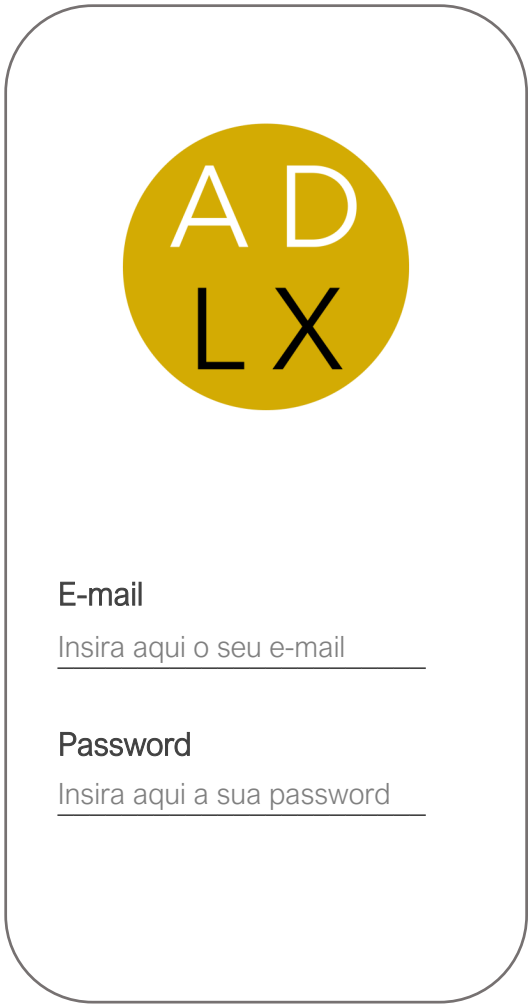 A D
L X
E-mail
Insira aqui o seu e-mail
Password
Insira aqui a sua password